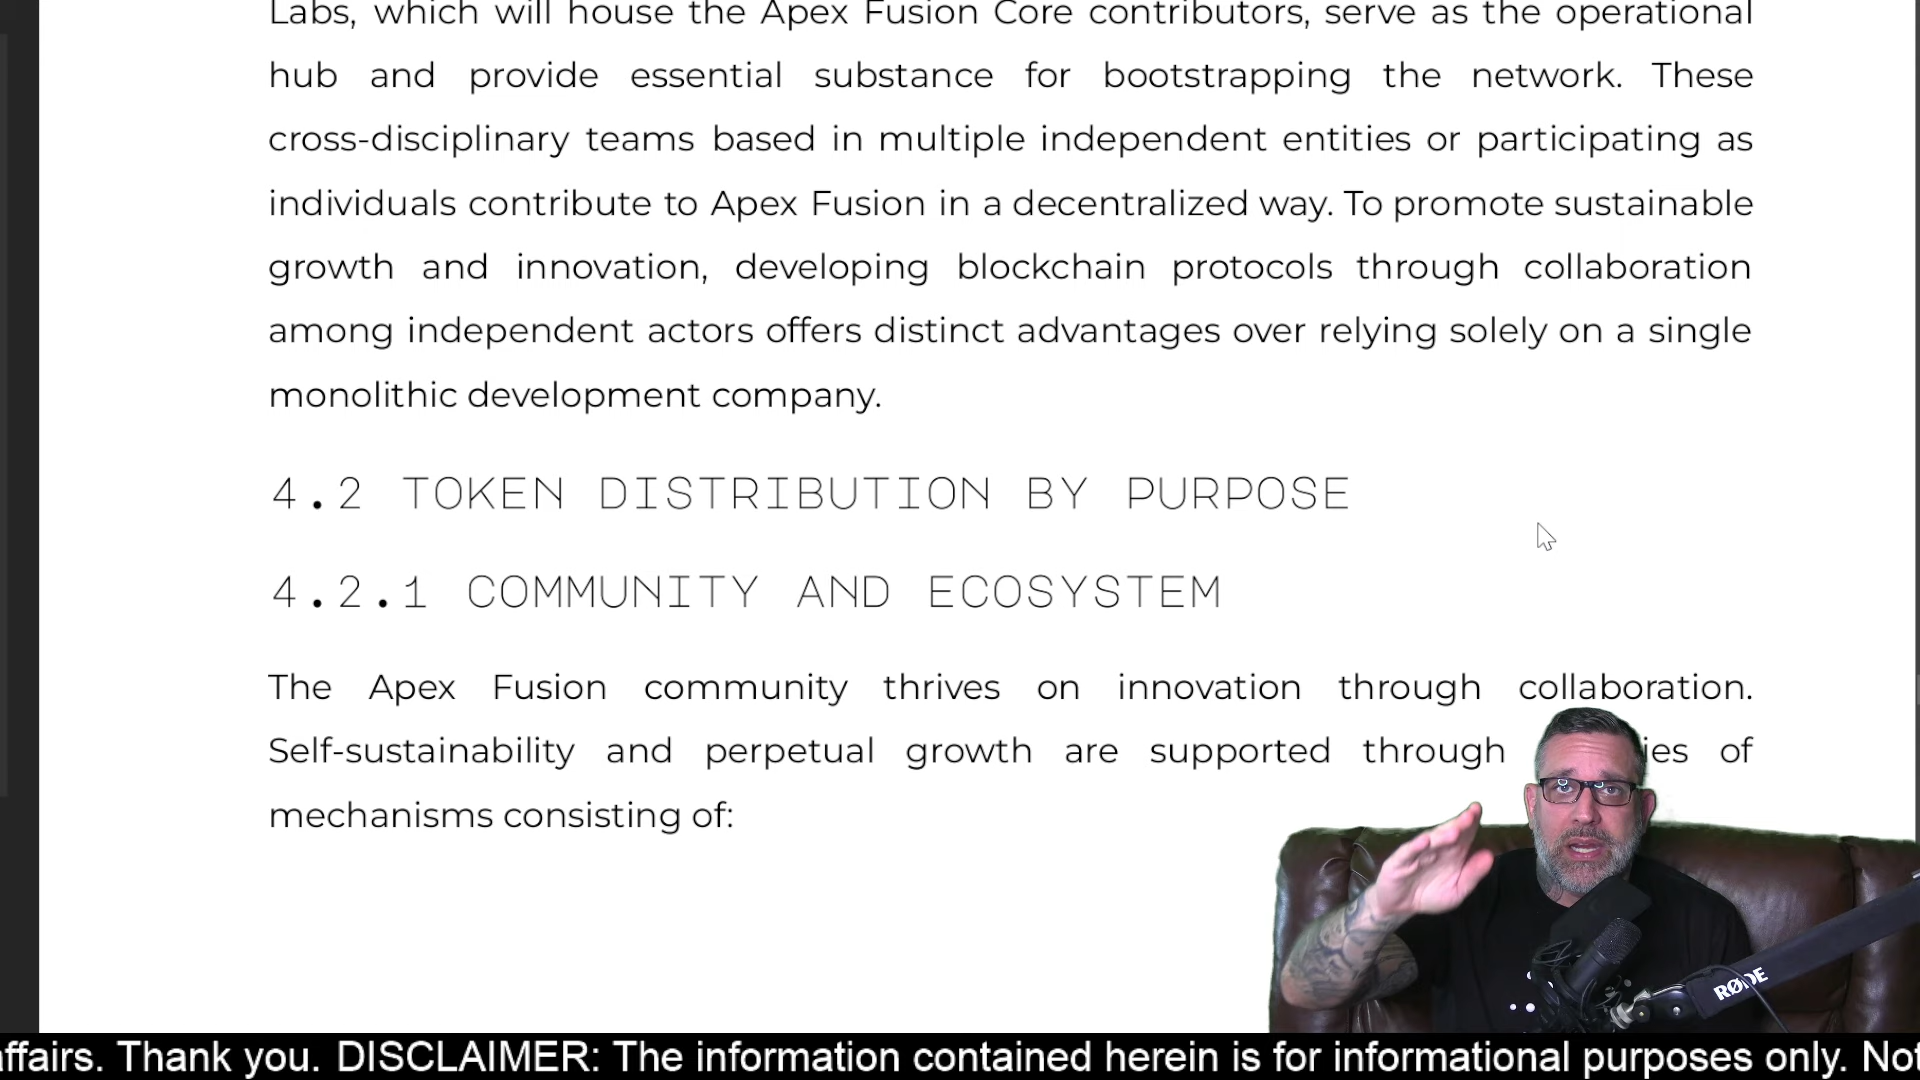 Labs, which will house the Apex Fusion Core contributors, serve as the operational
hub and provide essential substance for bootstrapping the network. These
cross-disciplinary teams based in multiple independent entities or participating as
individuals contribute to Apex Fusion in a decentralized way. To promote sustainable
growth and innovation, developing blockchain protocols through collaboration
among independent actors offers distinct advantages over relying solely on a single
monolithic development company.
4.2 TOKEN DISTRIBUTION BY PURPOSE
4.2.1 COMMUNITY AND ECOSYSTEM
The Apex Fusion community thrives on innovation through collaboration.
Self-sustainability and perpetual growth are supported through of
mechanisms consisting of:
RØDE
affairs. Thank you. DISCLAIMER: The information contained herein is for informational purposes only. Not